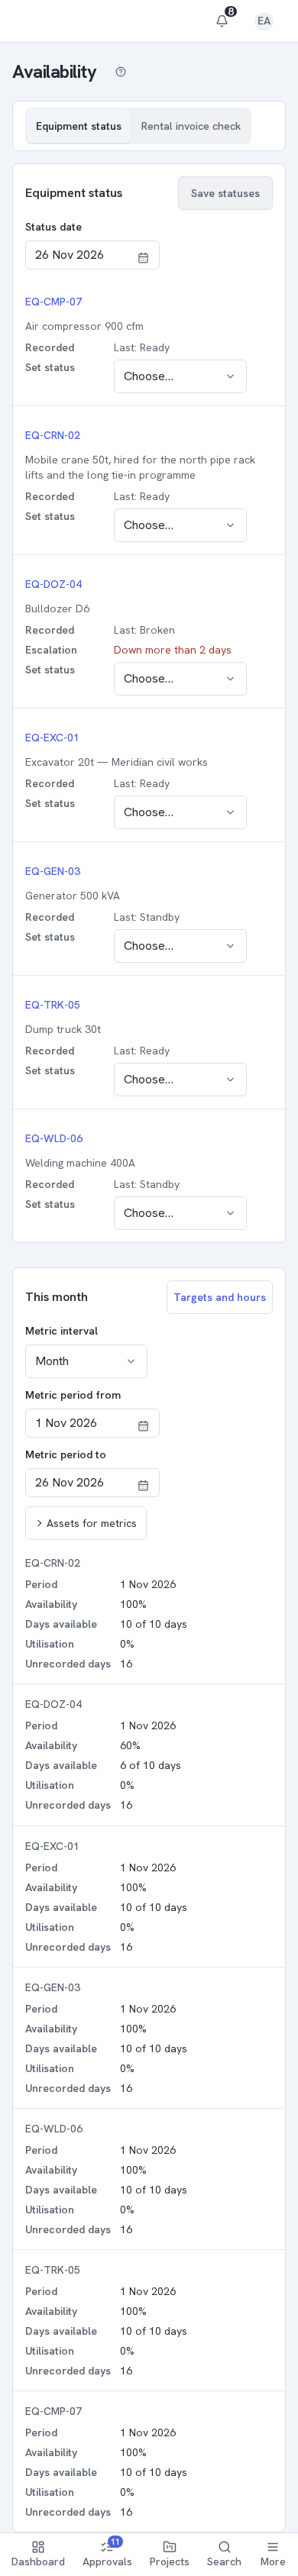 8
EA
Availability
Equipment status
Rental invoice check
Equipment status
Save statuses
Status date
26 Nov 2026
EQ-CMP-07
Air compressor 900 cfm
Recorded Last: Ready
Set status Choose...
EQ-CRN-02
Mobile crane 50t, hired for the north pipe rack
lifts and the long tie-in programme
Recorded Last: Ready
Set status Choose...
EQ-DOZ-04
Bulldozer D6
Recorded Last: Broken
Escalation Down more than 2 days
Set status Choose...
EQ-EXC-01
Excavator 20t — Meridian civil works
Recorded Last: Ready
Set status Choose...
EQ-GEN-03
Generator 500 kVA
Recorded Last: Standby
Set status Choose...
EQ-TRK-05
Dump truck 30t
Recorded Last: Ready
Set status Choose...
EQ-WLD-06
Welding machine 400A
Recorded Last: Standby
Set status Choose...
This month
Targets and hours
Metric interval
Month
Metric period from
1 Nov 2026
Metric period to
26 Nov 2026
Assets for metrics
EQ-CRN-02
Period 1 Nov 2026
Availability 100%
Days available 10 of 10 days
Utilisation 0%
Unrecorded days 16
EQ-DOZ-04
Period 1 Nov 2026
Availability 60%
Days available 6 of 10 days
Utilisation 0%
Unrecorded days 16
EQ-EXC-01
Period 1 Nov 2026
Availability 100%
Days available 10 of 10 days
Utilisation 0%
Unrecorded days 16
EQ-GEN-03
Period 1 Nov 2026
Availability 100%
Days available 10 of 10 days
Utilisation 0%
Unrecorded days 16
EQ-WLD-06
Period 1 Nov 2026
Availability 100%
Days available 10 of 10 days
Utilisation 0%
Unrecorded days 16
EQ-TRK-05
Period 1 Nov 2026
Availability 100%
Days available 10 of 10 days
Utilisation 0%
Unrecorded days 16
EQ-CMP-07
Period 1 Nov 2026
Availability 100%
Days available 10 of 10 days
Utilisation 0%
Unrecorded days 16
11
Dashboard Approvals Projects Search More